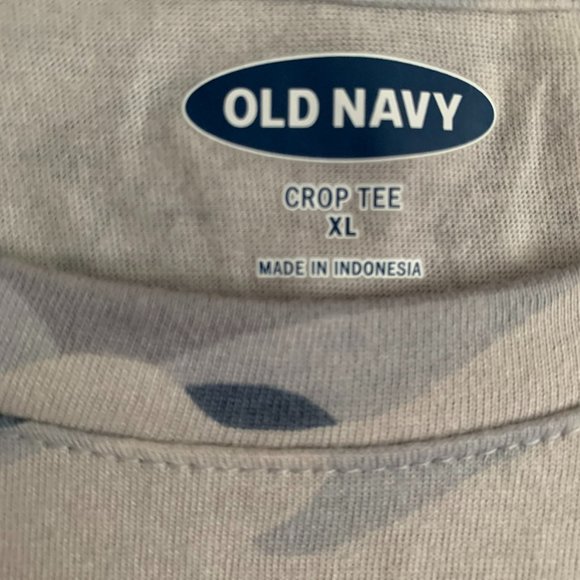 OLD NAVY
CROP TEE
XL
MADE IN INDONESIA